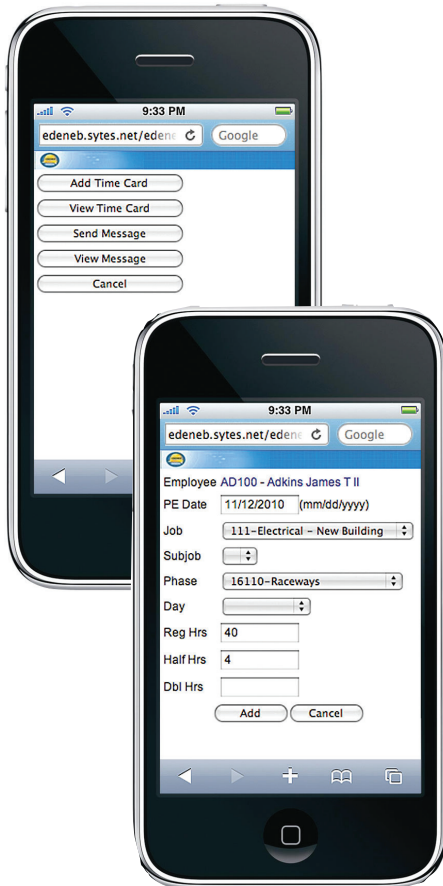 9:33 PM
edeneb.sytes.net/edene Google
Add Time Card
View Time Card
Send Message
View Message
Cancel
9:33 PM
edeneb.sytes.net/edene Google
Employee AD100 - Adkins James T II
PE Date 11/12/2010 (mm/dd/yyyy)
Job 111-Electrical - New Building
Subjob
Phase 16110-Raceways
Day
Reg Hrs 40
Half Hrs 4
Dbl Hrs
Add Cancel